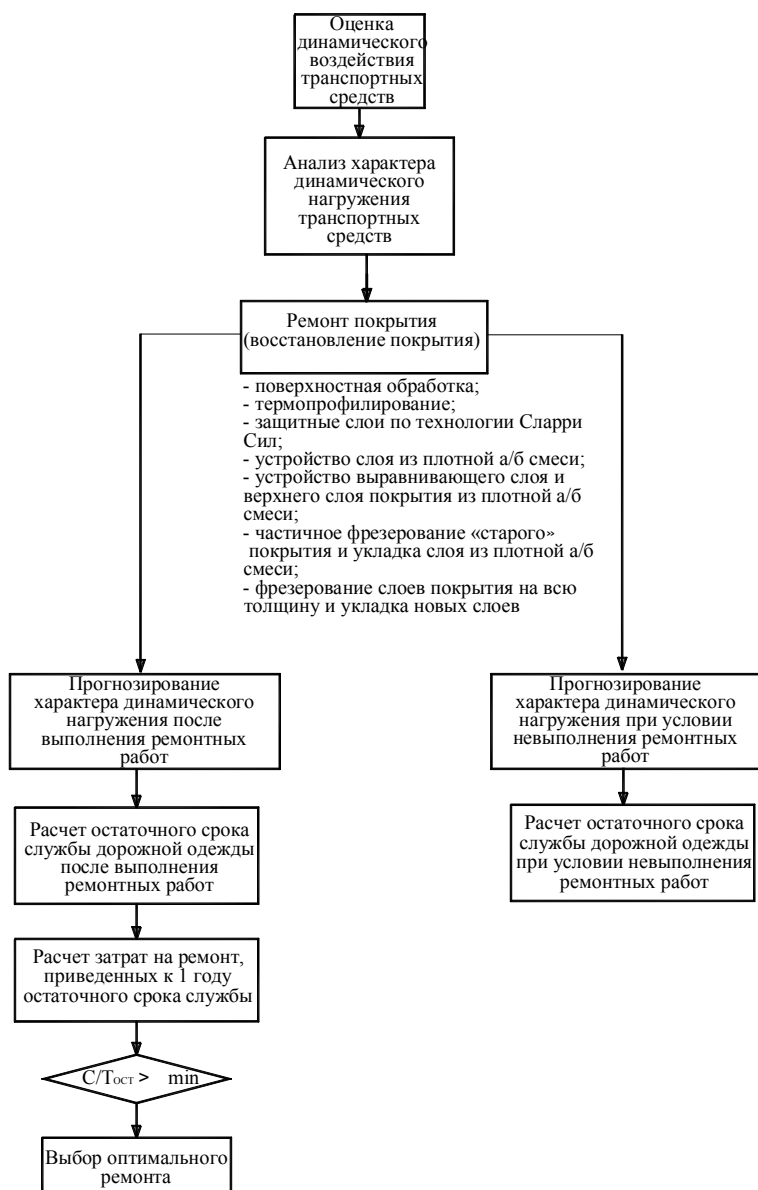 Оценка
динамического
воздействия
транспортных
средств
Анализ характера
динамического
нагружения
транспортных
средств
Ремонт покрытия
(восстановление покрытия)
- поверхностная обработка;
- термопрофилирование;
- защитные слои по технологии Сларри
Сил;
- устройство слоя из плотной а/б смеси;
- устройство выравнивающего слоя и
верхнего слоя покрытия из плотной а/б
смеси;
- частичное фрезерование «старого»
покрытия и укладка слоя из плотной а/б
смеси;
- фрезерование слоев покрытия на всю
толщину и укладка новых слоев
Прогнозирование
характера динамического
нагружения после
выполнения ремонтных
работ
Расчет остаточного срока
службы дорожной одежды
после выполнения
ремонтных работ
Расчет затрат на ремонт,
приведенных к 1 году
остаточного срока службы
С/Тост > min
Выбор оптимального
ремонта
Прогнозирование
характера динамического
нагружения при условии
невыполнения ремонтных
работ
Расчет остаточного срока
службы дорожной одежды
при условии невыполнения
ремонтных работ